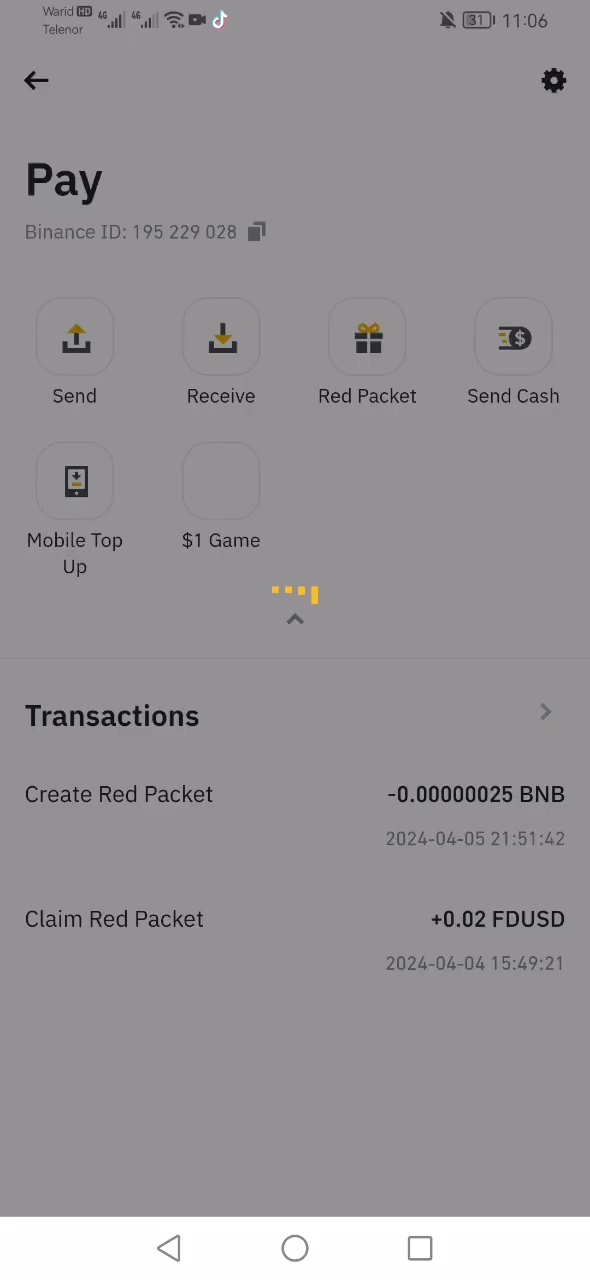 Warid HD
Telenor
4G 4G 31 11:06
Pay
Binance ID: 195 229 028
$
Send Receive Red Packet Send Cash
Mobile Top Up $1 Game
Transactions
Create Red Packet -0.00000025 BNB
2024-04-05 21:51:42
Claim Red Packet +0.02 FDUSD
2024-04-04 15:49:21